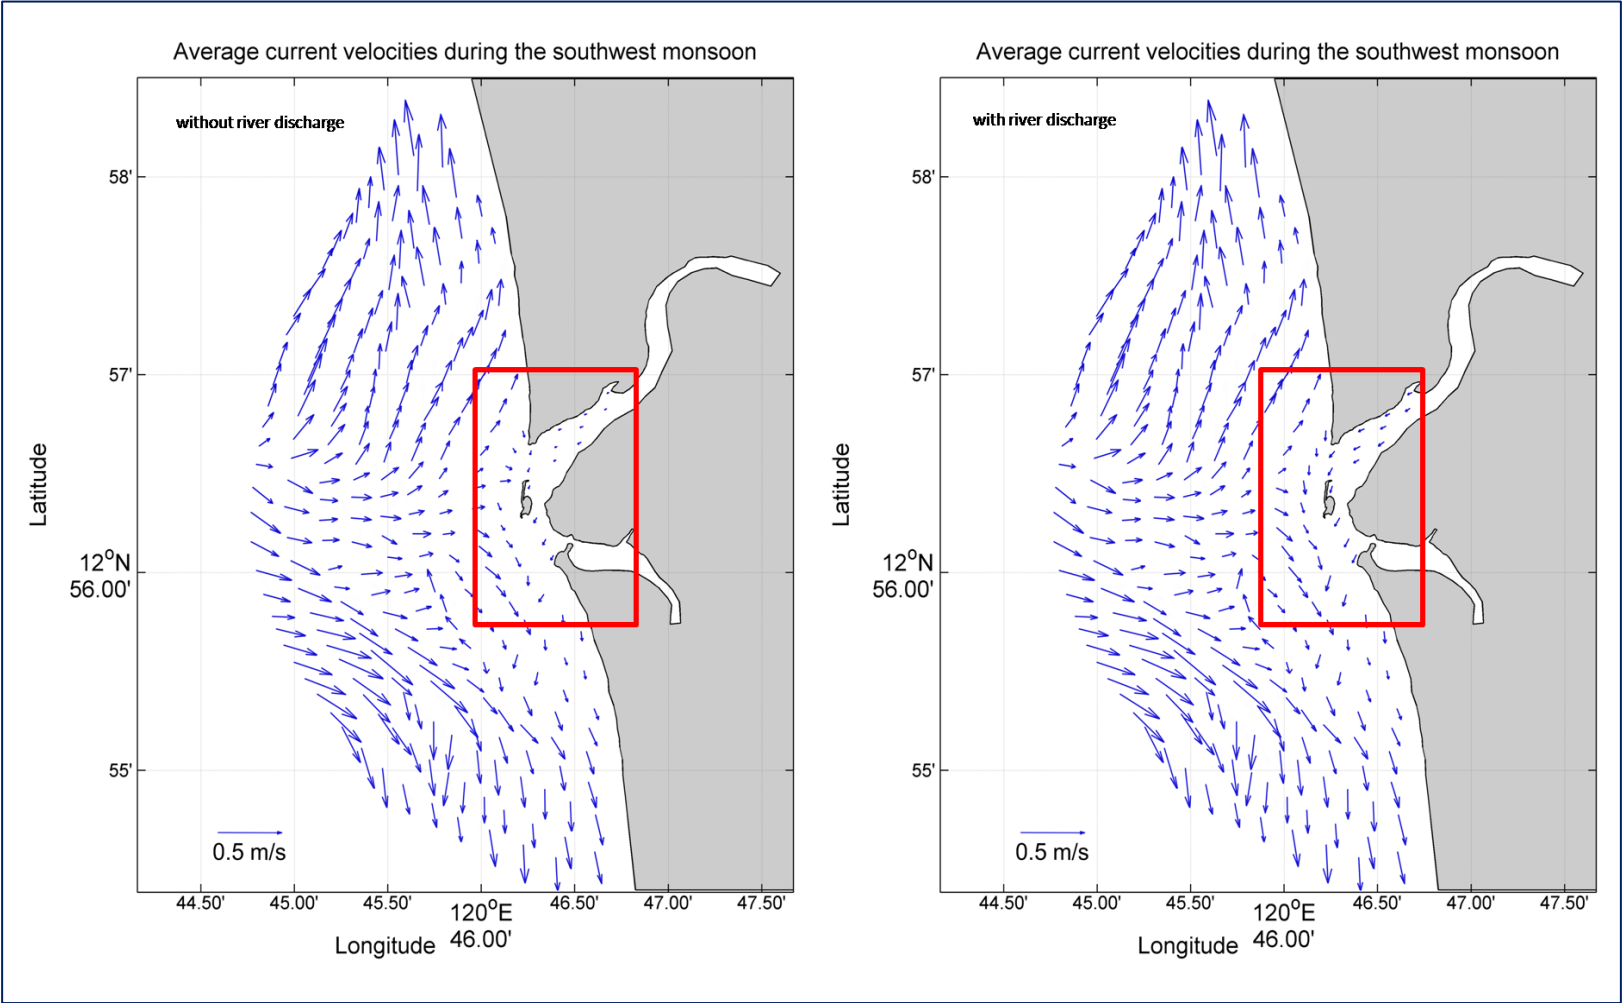 Average current velocities during the southwest monsoon
without river discharge
58'
57'
12°N
56.00'
55'
Latitude
0.5 m/s
44.50' 45.00' 45.50' 120°E 46.50' 47.00' 47.50'
46.00'
Longitude
Average current velocities during the southwest monsoon
with river discharge
58'
57'
12°N
56.00'
55'
Latitude
0.5 m/s
44.50' 45.00' 45.50' 120°E 46.50' 47.00' 47.50'
46.00'
Longitude